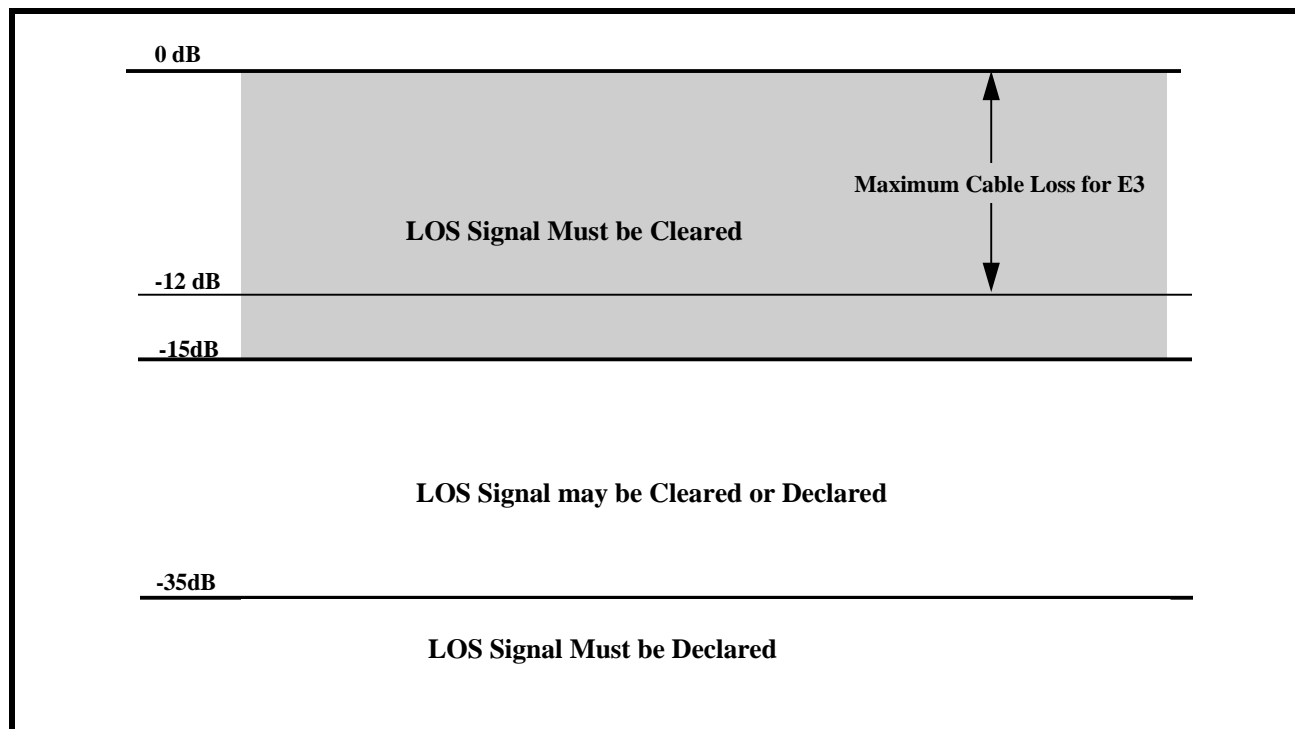 0 dB
Maximum Cable Loss for E3
LOS Signal Must be Cleared
-12 dB
-15dB
LOS Signal may be Cleared or Declared
-35dB
LOS Signal Must be Declared